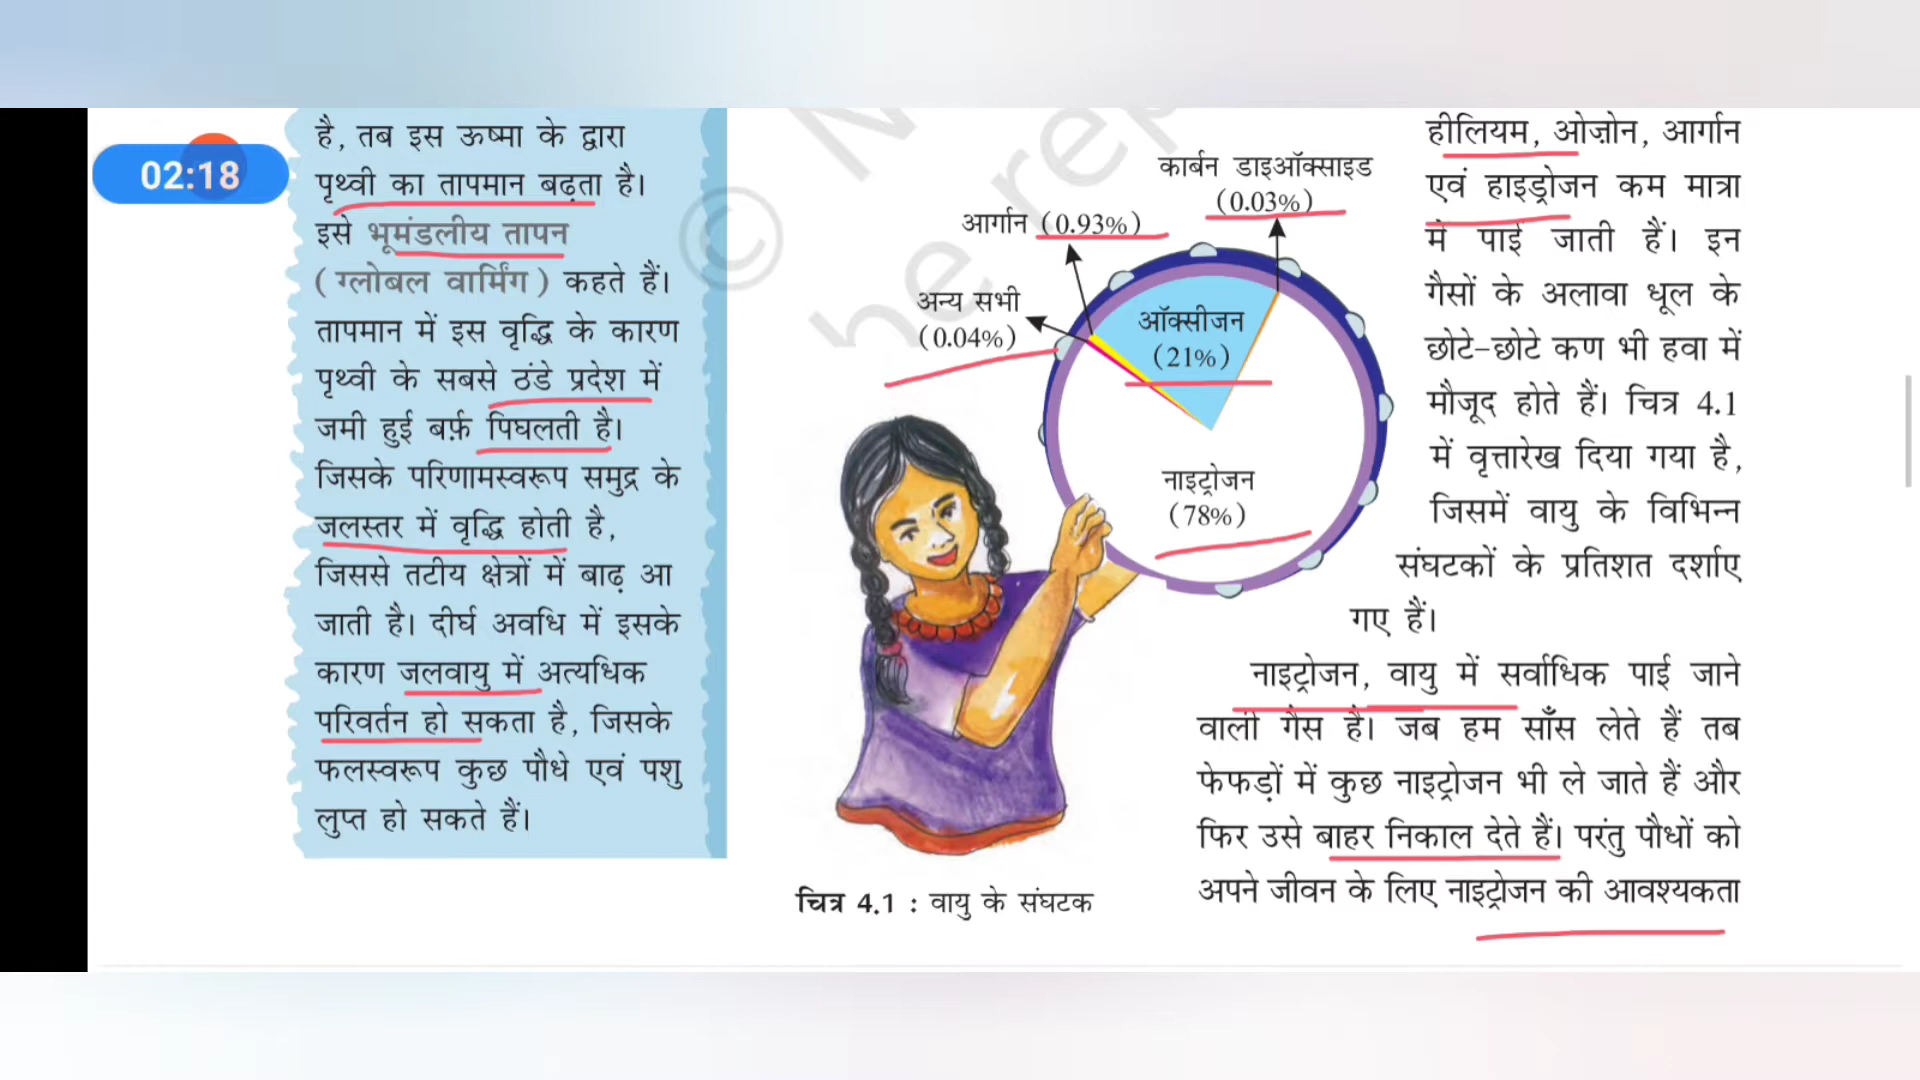 02:18
है, तब इस ऊष्मा के द्वारा
पृथ्वी का तापमान बढ़ता है।
इसे भूमंडलीय तापन
(ग्लोबल वार्मिंग) कहते हैं।
तापमान में इस वृद्धि के कारण
पृथ्वी के सबसे ठंडे प्रदेश में
जमी हुई बर्फ़ पिघलती है।
जिसके परिणामस्वरूप समुद्र के
जलस्तर में वृद्धि होती है,
जिससे तटीय क्षेत्रों में बाढ़ आ
जाती है। दीर्घ अवधि में इसके
कारण जलवायु में अत्यधिक
परिवर्तन हो सकता है, जिसके
फलस्वरूप कुछ पौधे एवं पशु
लुप्त हो सकते हैं।
© N
he rep
कार्बन डाइऑक्साइड
(0.03%)
आर्गान (0.93%)
अन्य सभी
(0.04%)
ऑक्सीजन
(21%)
नाइट्रोजन
(78%)
चित्र 4.1 : वायु के संघटक
हीलियम, ओज़ोन, आर्गान
एवं हाइड्रोजन कम मात्रा
में पाई जाती हैं। इन
गैसों के अलावा धूल के
छोटे-छोटे कण भी हवा में
मौजूद होते हैं। चित्र 4.1
में वृत्तारेख दिया गया है,
जिसमें वायु के विभिन्न
संघटकों के प्रतिशत दर्शाए
गए हैं।
नाइट्रोजन, वायु में सर्वाधिक पाई जाने
वाली गैस है। जब हम साँस लेते हैं तब
फेफड़ों में कुछ नाइट्रोजन भी ले जाते हैं और
फिर उसे बाहर निकाल देते हैं। परंतु पौधों को
अपने जीवन के लिए नाइट्रोजन की आवश्यकता